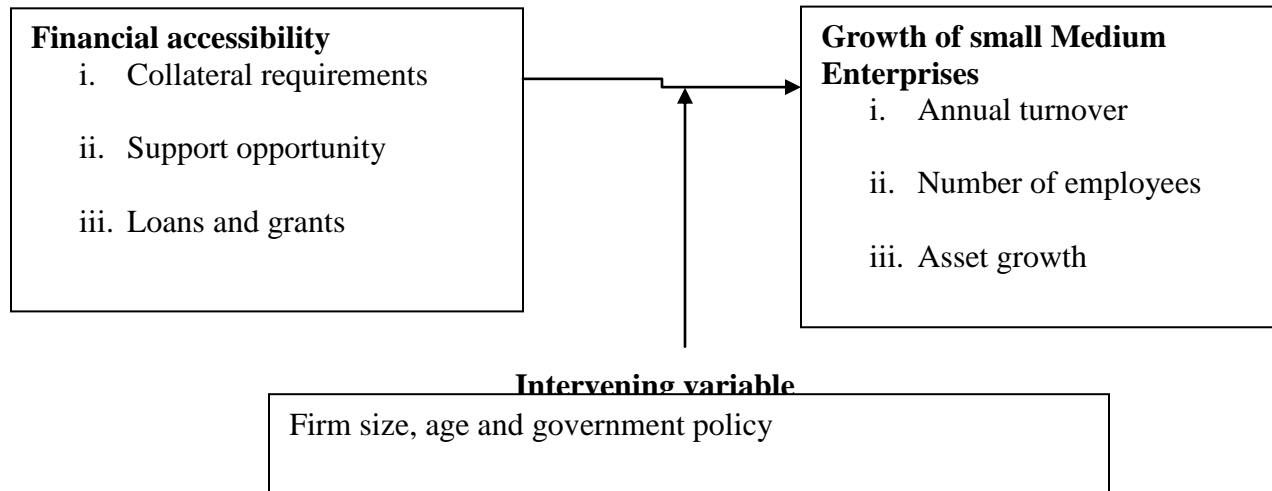 Financial accessibility
i. Collateral requirements
ii. Support opportunity
iii. Loans and grants
Growth of small Medium
Enterprises
i. Annual turnover
ii. Number of employees
iii. Asset growth
Intervening variable
Firm size, age and government policy